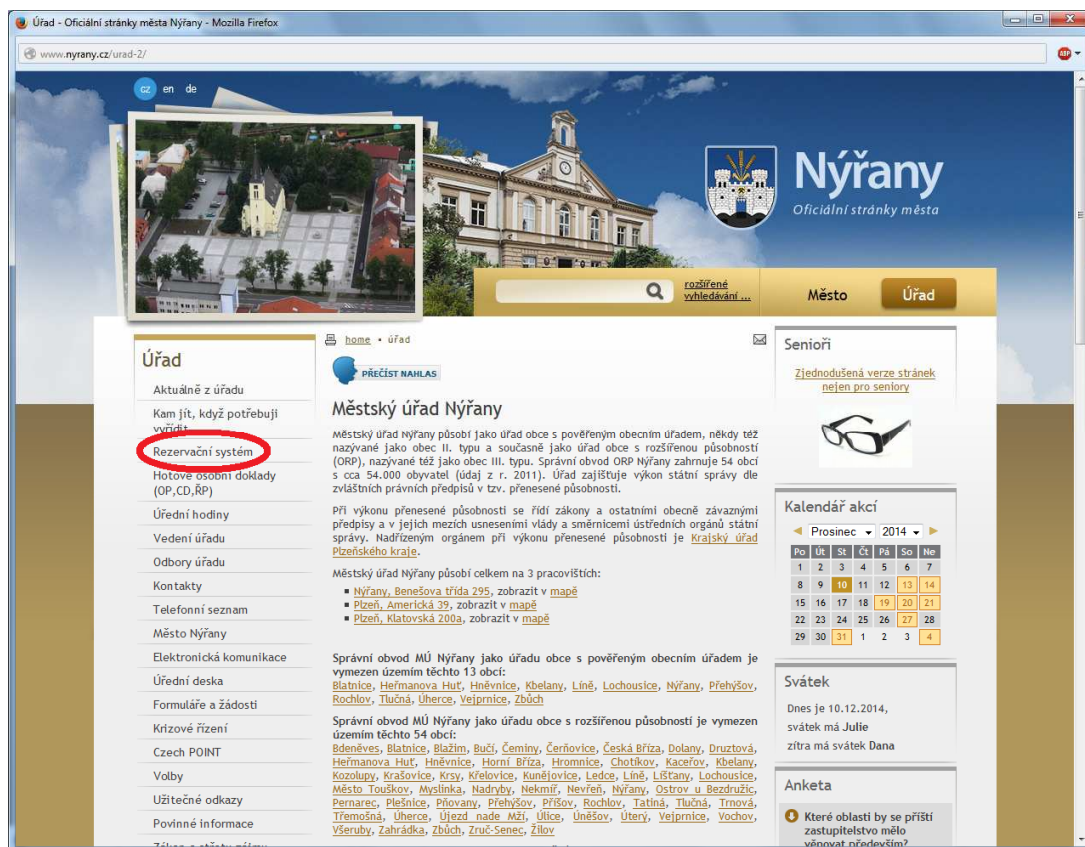 Úřad - Oficiální stránky města Nýřany - Mozilla Firefox
www.nyrany.cz/urad-2/
ABP
cz en de
Nýřany
Oficiální stránky města
rozšířené
vyhledávání ...
Město
Úřad
Úřad
Aktuálně z úřadu
Kam jít, když potřebuji
vyřídit
Rezervační systém
Hotové osobní doklady
(OP,CD,ŘP)
Úřední hodiny
Vedení úřadu
Odbory úřadu
Kontakty
Telefonní seznam
Město Nýřany
Elektronická komunikace
Úřední deska
Formuláře a žádosti
Krizové řízení
Czech POINT
Volby
Užitečné odkazy
Povinné informace
home • úřad
PŘEČÍST NAHLAS
Městský úřad Nýřany
Městský úřad Nýřany působí jako úřad obce s pověřeným obecním úřadem, někdy též
nazývané jako obec II. typu a současně jako úřad obce s rozšířenou působností
(ORP), nazývané též jako obec III. typu. Správní obvod ORP Nýřany zahrnuje 54 obcí
s cca 54.000 obyvatel (údaj z r. 2011). Úřad zajišťuje výkon státní správy dle
zvláštních právních předpisů v tzv. přenesené působnosti.
Při výkonu přenesené působnosti se řídí zákony a ostatními obecně závaznými
předpisy a v jejich mezích usneseními vlády a směrnicemi ústředních orgánů státní
správy. Nadřízeným orgánem při výkonu přenesené působnosti je Krajský úřad
Plzeňského kraje.
Městský úřad Nýřany působí celkem na 3 pracovištích:
▪ Nýřany, Benešova třída 295, zobrazit v mapě
▪ Plzeň, Americká 39, zobrazit v mapě
▪ Plzeň, Klatovská 200a, zobrazit v mapě
Správní obvod MÚ Nýřany jako úřadu obce s pověřeným obecním úřadem je
vymezen územím těchto 13 obcí:
Blatnice, Heřmanova Huť, Hněvnice, Kbelany, Líně, Lochousice, Nýřany, Přehýšov,
Rochlov, Tlučná, Úherce, Vejprnice, Zbůch
Správní obvod MÚ Nýřany jako úřadu obce s rozšířenou působností je vymezen
územím těchto 54 obcí:
Bdeněves, Blatnice, Blažim, Bučí, Čeminy, Čerňovice, Česká Bříza, Dolany, Druztová,
Heřmanova Huť, Hněvnice, Horní Bříza, Hromnice, Chotíkov, Kaceřov, Kbelany,
Kozolupy, Krašovice, Krsy, Křelovice, Kunějovice, Ledce, Líně, Líšťany, Lochousice,
Město Touškov, Myslinka, Nadryby, Nekmíř, Nevřeň, Nýřany, Ostrov u Bezdružic,
Pernarec, Plešnice, Pňovany, Přehýšov, Příšov, Rochlov, Tatiná, Tlučná, Trnová,
Třemošná, Úherce, Újezd nade Mží, Úlice, Úněšov, Úterý, Vejprnice, Vochov,
Všeruby, Zahrádka, Zbůch, Zruč-Senec, Žilov
Senioři
Zjednodušená verze stránek
nejen pro seniory
Kalendář akcí
Prosinec 2014
Po Út St Čt Pá So Ne
1 2 3 4 5 6 7
8 9 10 11 12 13 14
15 16 17 18 19 20 21
22 23 24 25 26 27 28
29 30 31 1 2 3 4
Svátek
Dnes je 10.12.2014,
svátek má Julie
zítra má svátek Dana
Anketa
Které oblasti by se příští
zastupitelstvo mělo
věnovat především?